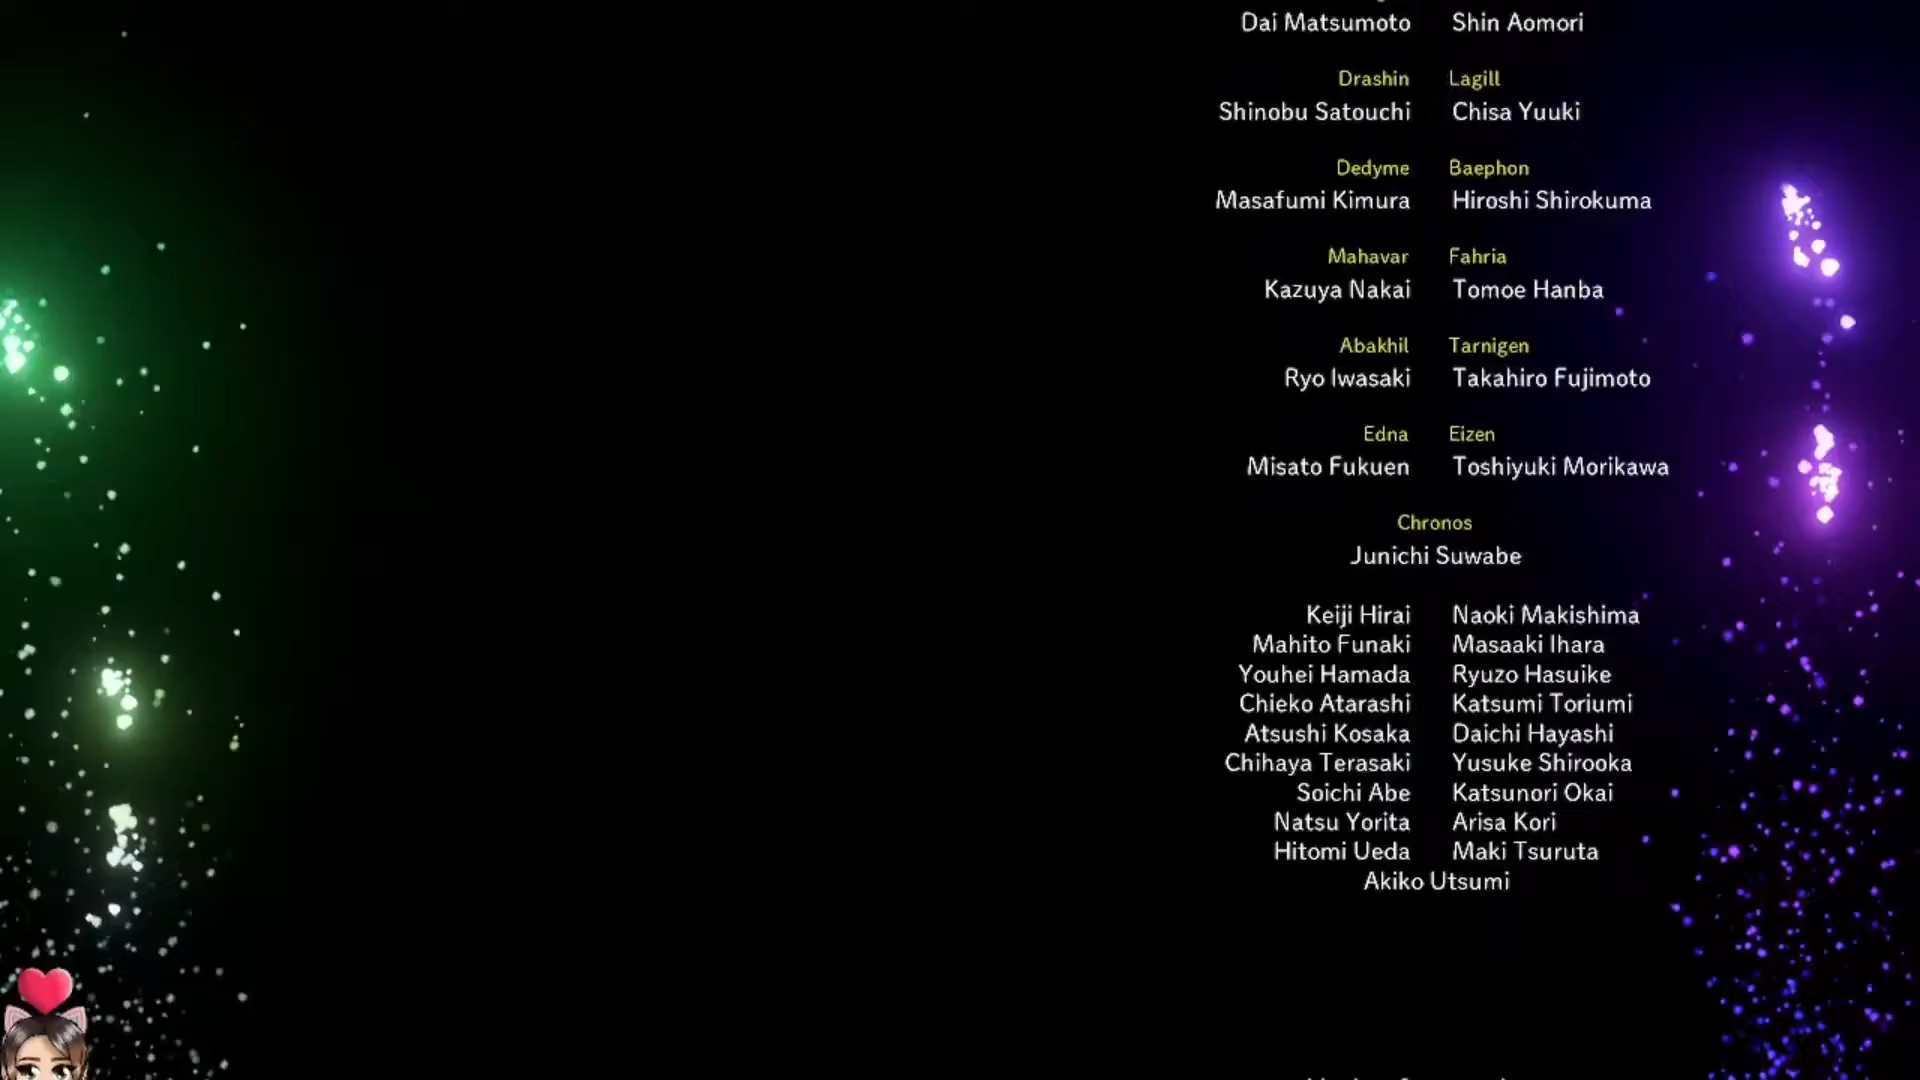 Dai Matsumoto Shin Aomori
Drashin Lagill
Shinobu Satouchi Chisa Yuuki
Dedyme Baephon
Masafumi Kimura Hiroshi Shirokuma
Mahavar Fahria
Kazuya Nakai Tomoe Hanba
Abakhil Tarnigen
Ryo Iwasaki Takahiro Fujimoto
Edna Eizen
Misato Fukuen Toshiyuki Morikawa
Chronos
Junichi Suwabe
Keiji Hirai Naoki Makishima
Mahito Funaki Masaaki Ihara
Youhei Hamada Ryuzo Hasuike
Chieko Atarashi Katsumi Toriumi
Atsushi Kosaka Daichi Hayashi
Chihaya Terasaki Yusuke Shirooka
Soichi Abe Katsunori Okai
Natsu Yorita Arisa Kori
Hitomi Ueda Maki Tsuruta
Akiko Utsumi